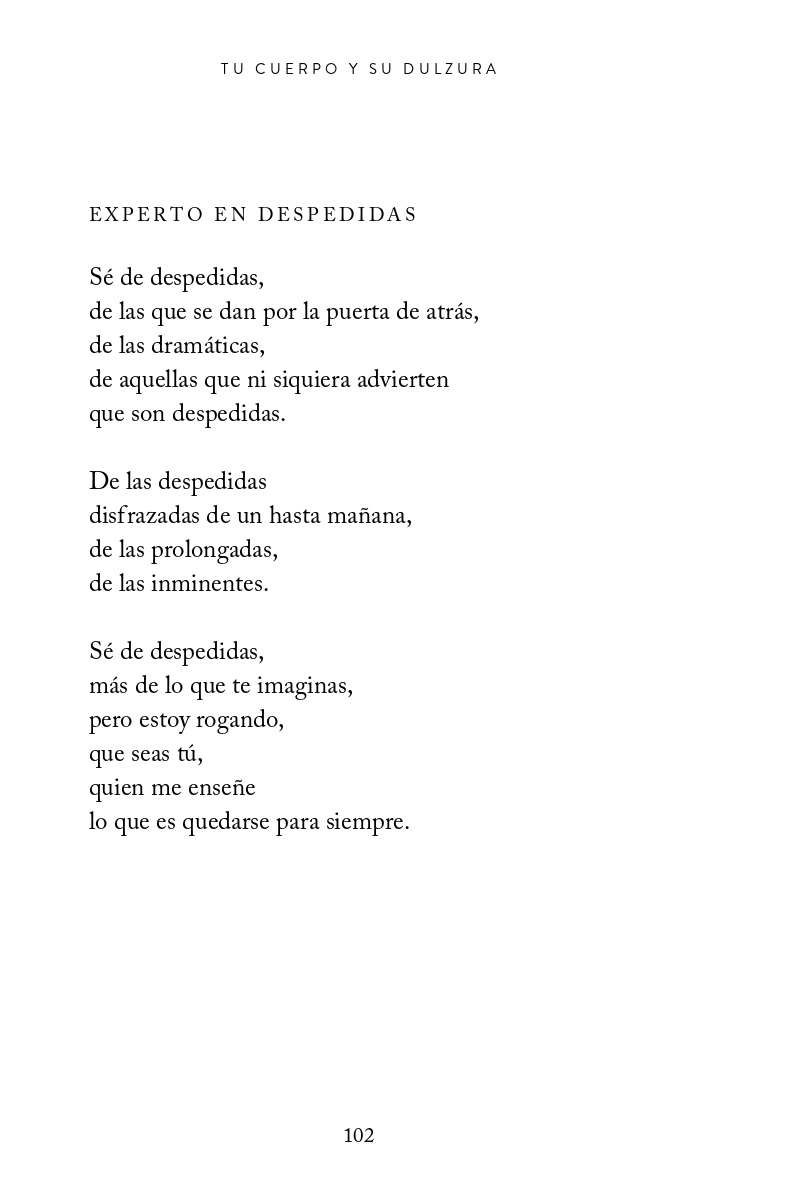 TU CUERPO Y SU DULZURA
EXPERTO EN DESPEDIDAS
Sé de despedidas,
de las que se dan por la puerta de atrás,
de las dramáticas,
de aquellas que ni siquiera advierten
que son despedidas.
De las despedidas
disfrazadas de un hasta mañana,
de las prolongadas,
de las inminentes.
Sé de despedidas,
más de lo que te imaginas,
pero estoy rogando,
que seas tú,
quien me enseñe
lo que es quedarse para siempre.
102